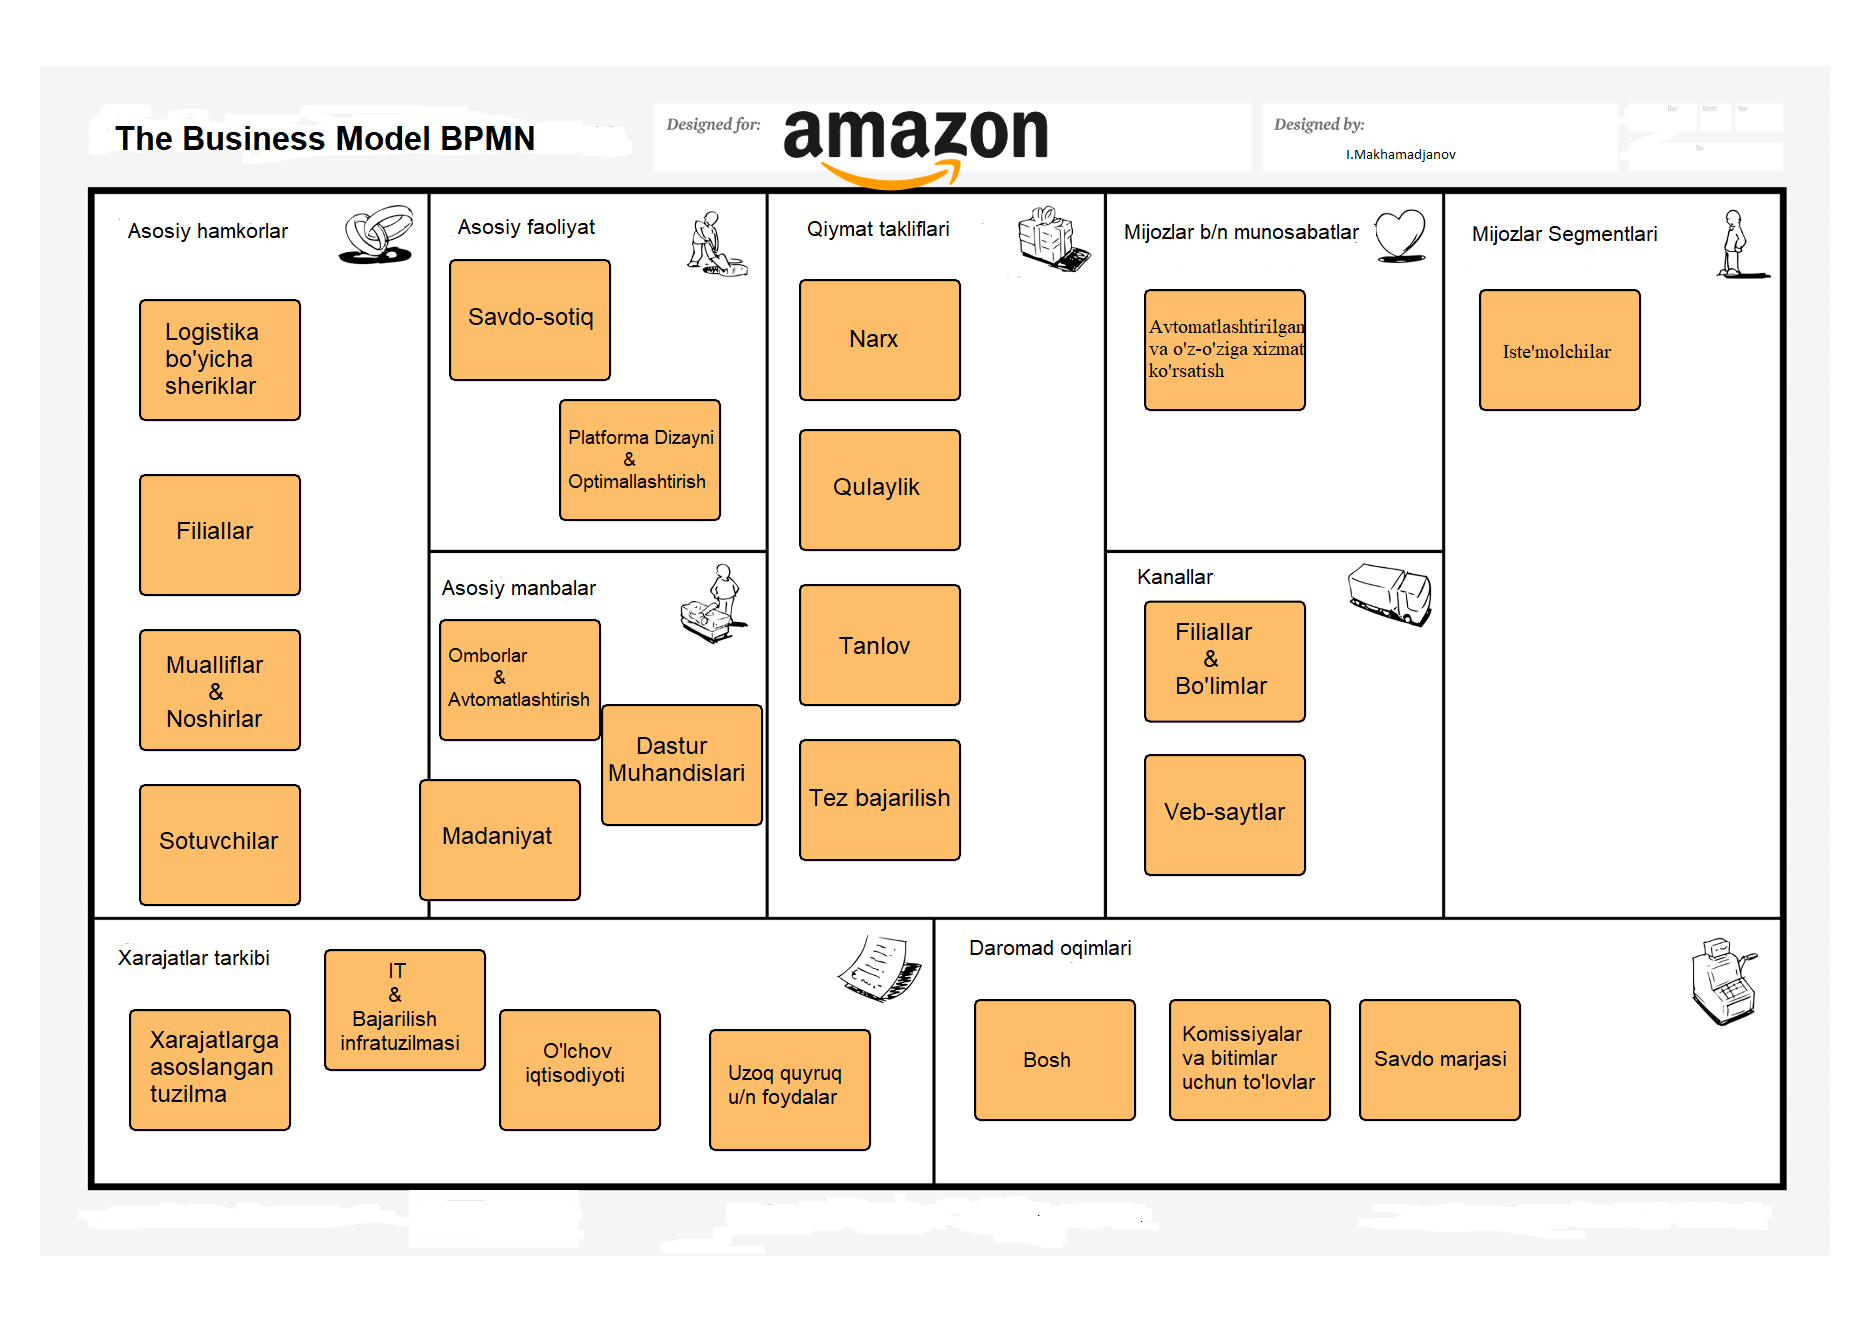 The Business Model BPMN
Designed for:
amazon
Designed by:
I.Makhamadjanov
Day
Month
Year
No
Asosiy hamkorlar
Logistika
bo'yicha
sheriklar
Filiallar
Mualliflar
&
Noshirlar
Sotuvchilar
Asosiy faoliyat
Savdo-sotiq
Platforma Dizayni
&
Optimallashtirish
Asosiy manbalar
Omborlar
&
Avtomatlashtirish
Dastur
Muhandislari
Madaniyat
Qiymat takliflari
Narx
Qulaylik
Tanlov
Tez bajarilish
Mijozlar b/n munosabatlar
Avtomatlashtirilgan
va o'z-o'ziga xizmat
ko'rsatish
Kanallar
Filiallar
&
Bo'limlar
Veb-saytlar
Mijozlar Segmentlari
Iste'molchilar
Xarajatlar tarkibi
Xarajatlarga
asoslangan
tuzilma
IT
&
Bajarilish
infratuzilmasi
O'lchov
iqtisodiyoti
Uzoq quyruq
u/n foydalar
Daromad oqimlari
Bosh
Komissiyalar
va bitimlar
uchun to'lovlar
Savdo marjasi